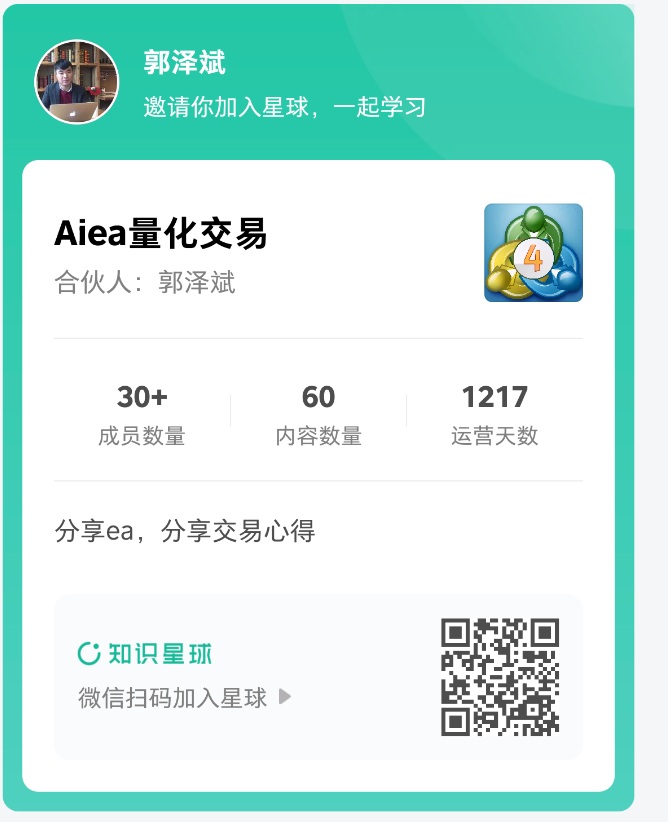 郭泽斌
邀请你加入星球，一起学习
Aiea量化交易
合伙人：郭泽斌
4
30+
成员数量
60
内容数量
1217
运营天数
分享ea，分享交易心得
知识星球
微信扫码加入星球